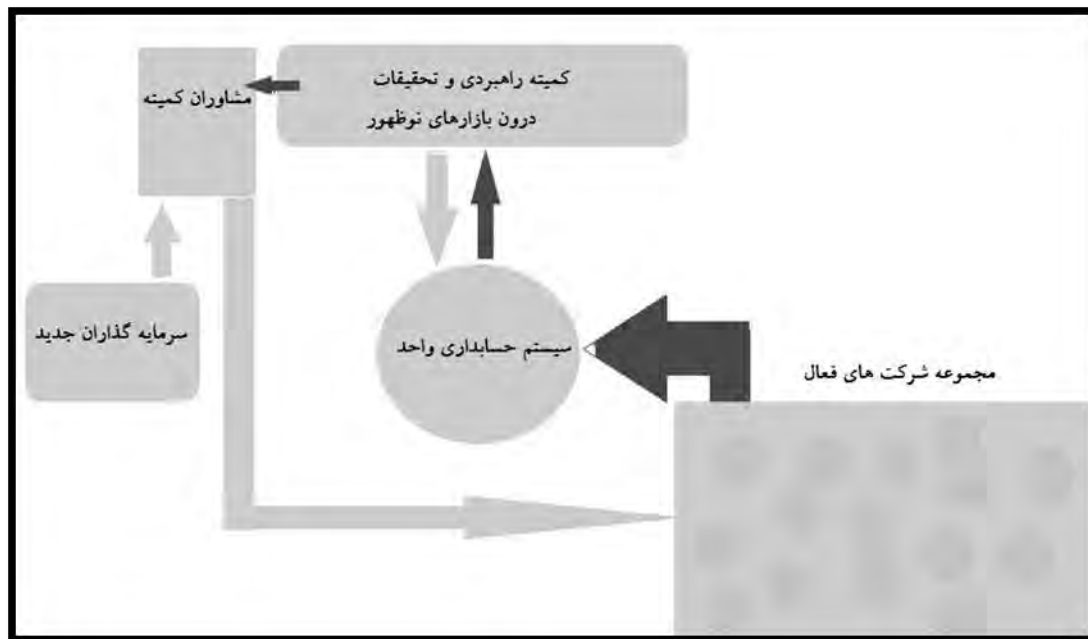 کمیته راهبردی و تحقیقات
درون بازارهای نوظهور
مشاوران کمیته
سرمایه گذاران جدید
سیستم حسابداری واحد
مجموعه شرکت های فعال